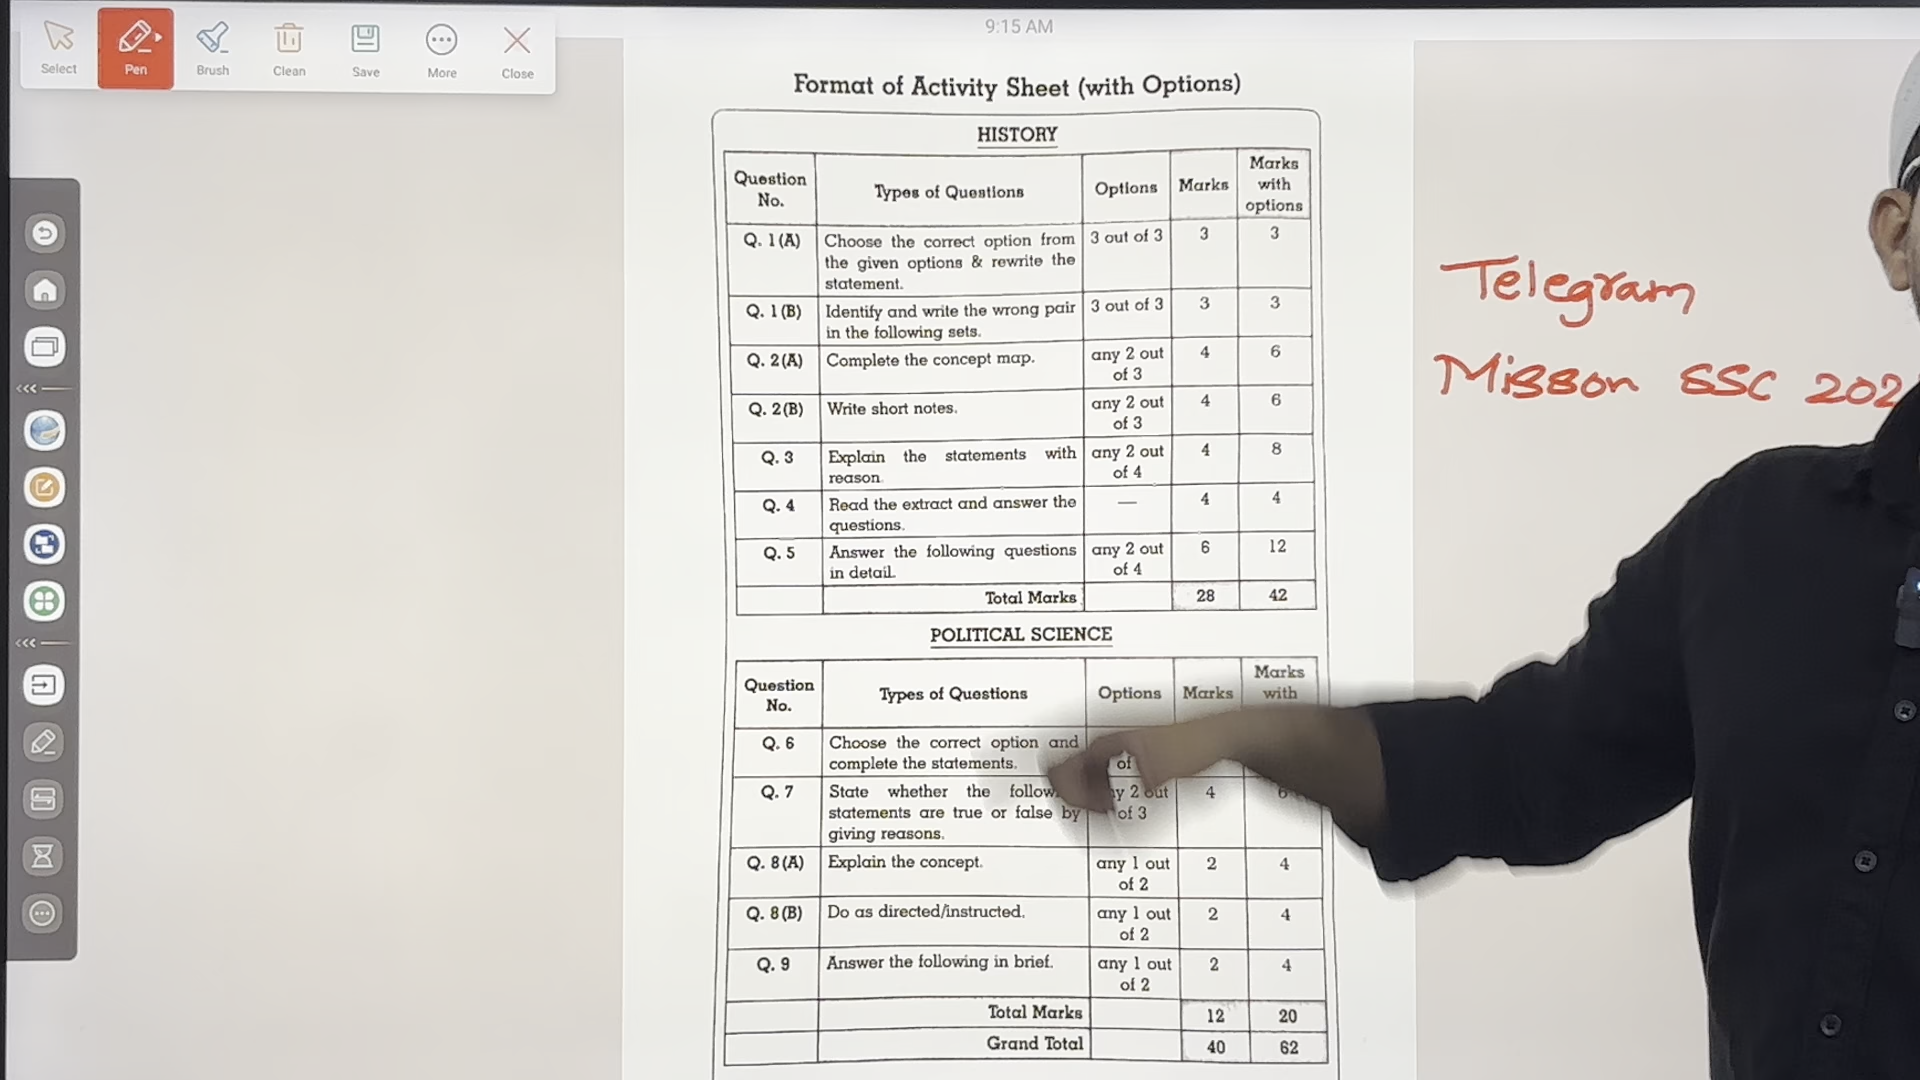 9:15 AM
Select
Pen
Brush
Clean
Save
More
Close
Format of Activity Sheet (with Options)
HISTORY
Question No. Types of Questions Options Marks Marks with options
Q. 1(A) Choose the correct option from 3 out of 3 3 3
the given options & rewrite the
statement.
Q. 1(B) Identify and write the wrong pair 3 out of 3 3 3
in the following sets.
Q. 2(A) Complete the concept map. any 2 out 4 6
of 3
Q. 2(B) Write short notes. any 2 out 4 6
of 3
Q. 3 Explain the statements with any 2 out 4 8
reason. of 4
Q. 4 Read the extract and answer the — 4 4
questions.
Q. 5 Answer the following questions any 2 out 6 12
in detail. of 4
Total Marks 28 42
POLITICAL SCIENCE
Question No. Types of Questions Options Marks Marks with
Q. 6 Choose the correct option and
complete the statements. of
Q. 7 State whether the 2 out 4 6
statements are true or false by of 3
giving reasons.
Q. 8(A) Explain the concept. any 1 out 2 4
of 2
Q. 8(B) Do as directed/instructed. any 1 out 2 4
of 2
Q. 9 Answer the following in brief. any 1 out 2 4
of 2
Total Marks 12 20
Grand Total 40 62
Telegram
Misson SSC 202